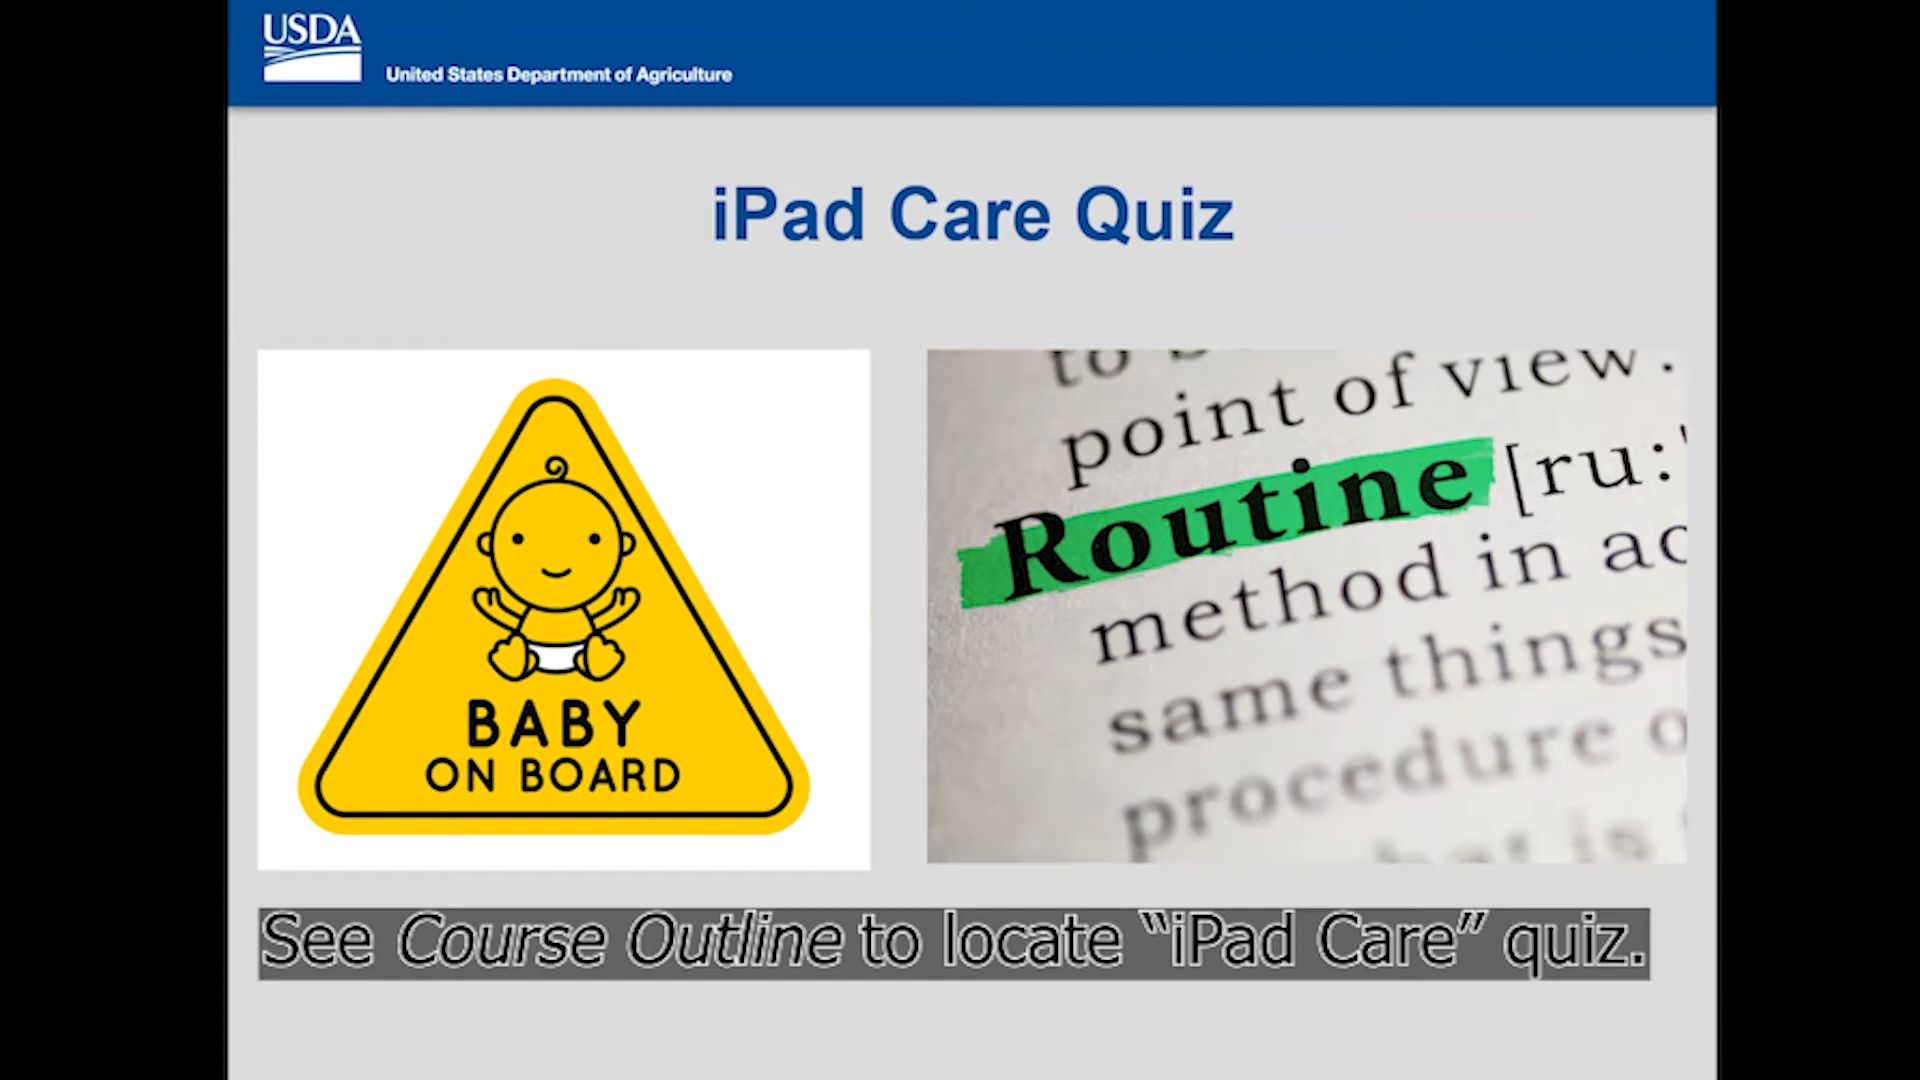 USDA
United States Department of Agriculture
iPad Care Quiz
BABY
ON BOARD
point of view.
Routine [ru:'
method in ac
same things
procedure o
See Course Outline to locate “iPad Care” quiz.